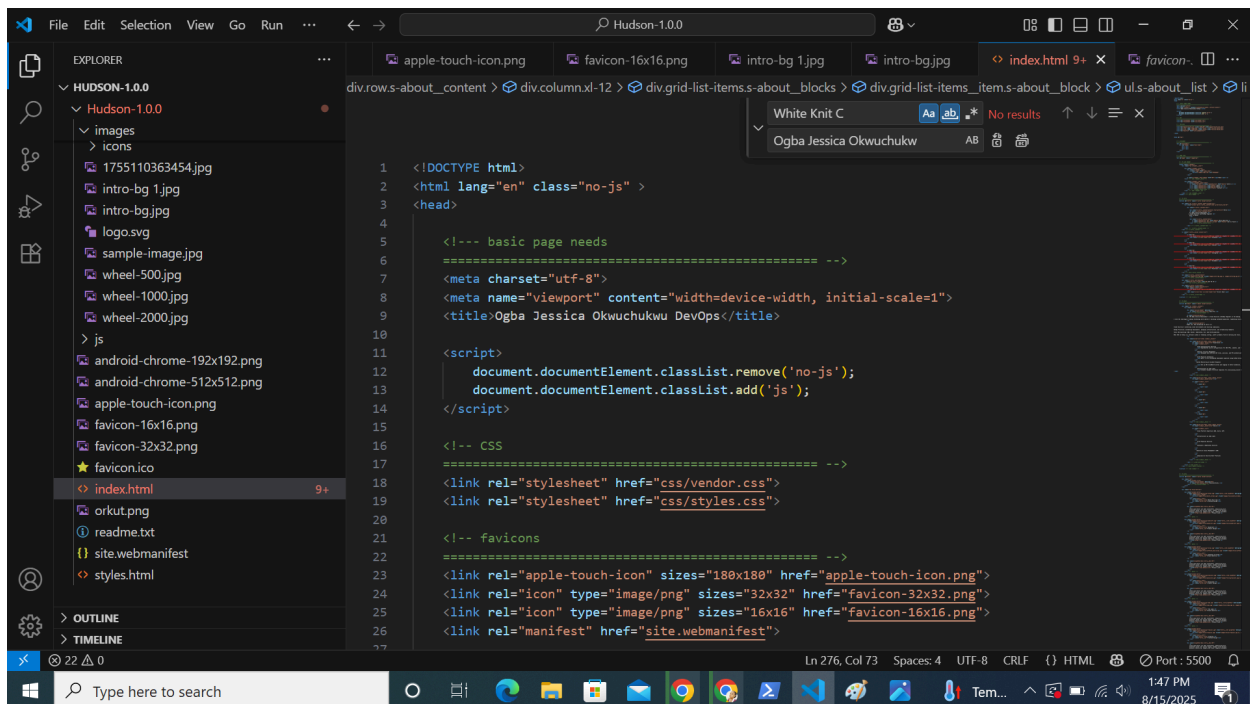 File Edit Selection View Go Run ··· Hudson-1.0.0
EXPLORER ···
HUDSON-1.0.0
Hudson-1.0.0
images
icons
1755110363454.jpg
intro-bg 1.jpg
intro-bg.jpg
logo.svg
sample-image.jpg
wheel-500.jpg
wheel-1000.jpg
wheel-2000.jpg
js
android-chrome-192x192.png
android-chrome-512x512.png
apple-touch-icon.png
favicon-16x16.png
favicon-32x32.png
favicon.ico
index.html 9+
orkut.png
readme.txt
site.webmanifest
styles.html
OUTLINE
TIMELINE
apple-touch-icon.png favicon-16x16.png intro-bg 1.jpg intro-bg.jpg index.html 9+ favicon-. ···
div.row.s-about__content > div.column.xl-12 > div.grid-list-items.s-about__blocks > div.grid-list-items__item.s-about__block > ul.s-about__list > li
White Knit C Aa ab .* No results
Ogba Jessica Okwuchukw AB
1 <!DOCTYPE html>
2 <html lang="en" class="no-js" >
3 <head>
4
5 <!--- basic page needs
6 ================================================== -->
7 <meta charset="utf-8">
8 <meta name="viewport" content="width=device-width, initial-scale=1">
9 <title>Ogba Jessica Okwuchukwu DevOps</title>
10
11 <script>
12 document.documentElement.classList.remove('no-js');
13 document.documentElement.classList.add('js');
14 </script>
15
16 <!-- CSS
17 ================================================== -->
18 <link rel="stylesheet" href="css/vendor.css">
19 <link rel="stylesheet" href="css/styles.css">
20
21 <!-- favicons
22 ================================================== -->
23 <link rel="apple-touch-icon" sizes="180x180" href="apple-touch-icon.png">
24 <link rel="icon" type="image/png" sizes="32x32" href="favicon-32x32.png">
25 <link rel="icon" type="image/png" sizes="16x16" href="favicon-16x16.png">
26 <link rel="manifest" href="site.webmanifest">
27
22 0 Ln 276, Col 73 Spaces: 4 UTF-8 CRLF {} HTML Port : 5500
Type here to search Tem... 1:47 PM
8/15/2025 1